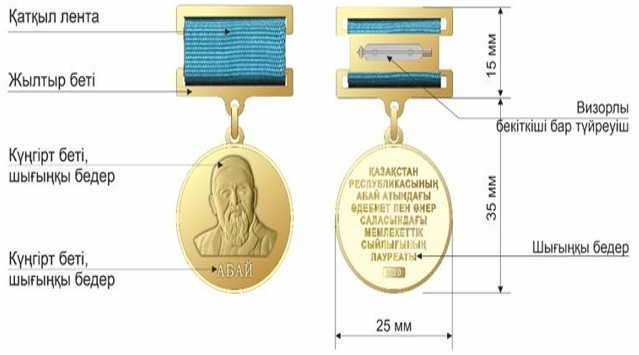 Қатқыл лента
Жылтыр беті
Күңгірт беті,
шығыңқы бедер
Күңгірт беті,
шығыңқы бедер
АБАЙ
ҚАЗАҚСТАН
РЕСПУБЛИКАСЫНЫҢ
АБАЙ АТЫНДАҒЫ
ӘДЕБИЕТ ПЕН ӨНЕР
САЛАСЫНДАҒЫ
МЕМЛЕКЕТТІК
СЫЙЛЫҒЫНЫҢ
ЛАУРЕАТЫ
15 мм
Визорлы
бекіткіші бар түйреуіш
35 мм
Шығыңқы бедер
25 мм